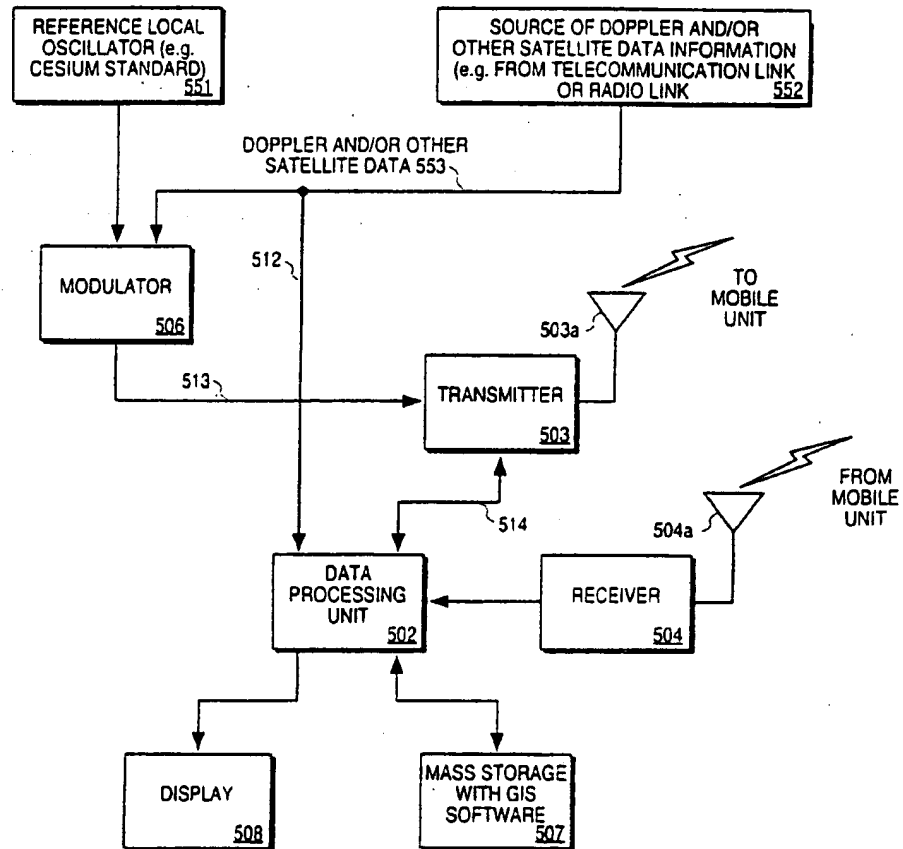 REFERENCE LOCAL
OSCILLATOR (e.g.
CESIUM STANDARD)
551
SOURCE OF DOPPLER AND/OR
OTHER SATELLITE DATA INFORMATION
(e.g. FROM TELECOMMUNICATION LINK
OR RADIO LINK
552
DOPPLER AND/OR OTHER
SATELLITE DATA 553
512
MODULATOR
506
TO
MOBILE
UNIT
503a
513
TRANSMITTER
503
FROM
MOBILE
UNIT
514
504a
DATA
PROCESSING
UNIT
502
RECEIVER
504
DISPLAY
508
MASS STORAGE
WITH GIS
SOFTWARE
507